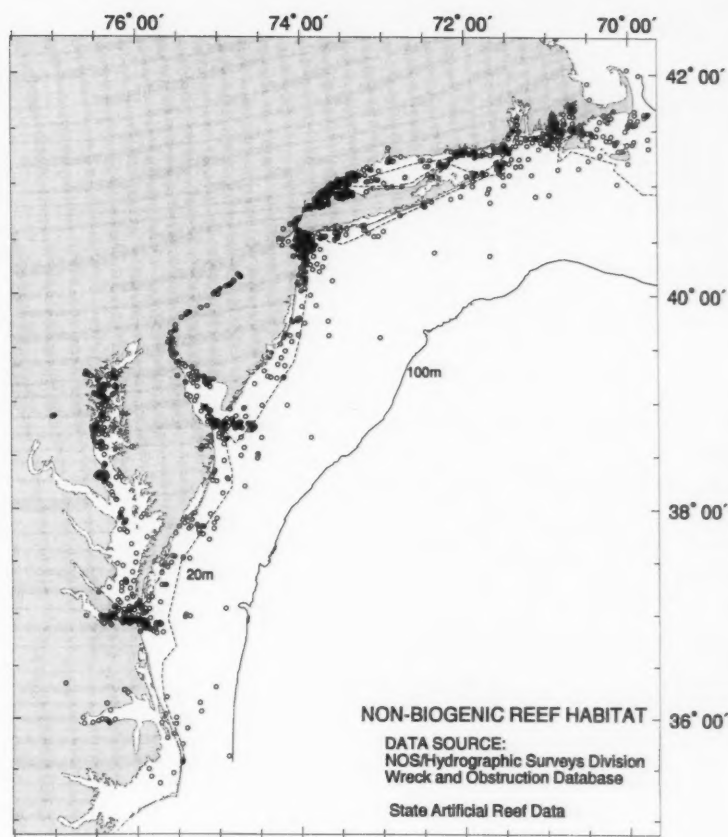 76° 00′ 74° 00′ 72° 00′ 70° 00′
42° 00′
40° 00′
100m
38° 00′
20m
36° 00′
NON-BIOGENIC REEF HABITAT
DATA SOURCE:
NOS/Hydrographic Surveys Division
Wreck and Obstruction Database
State Artificial Reef Data